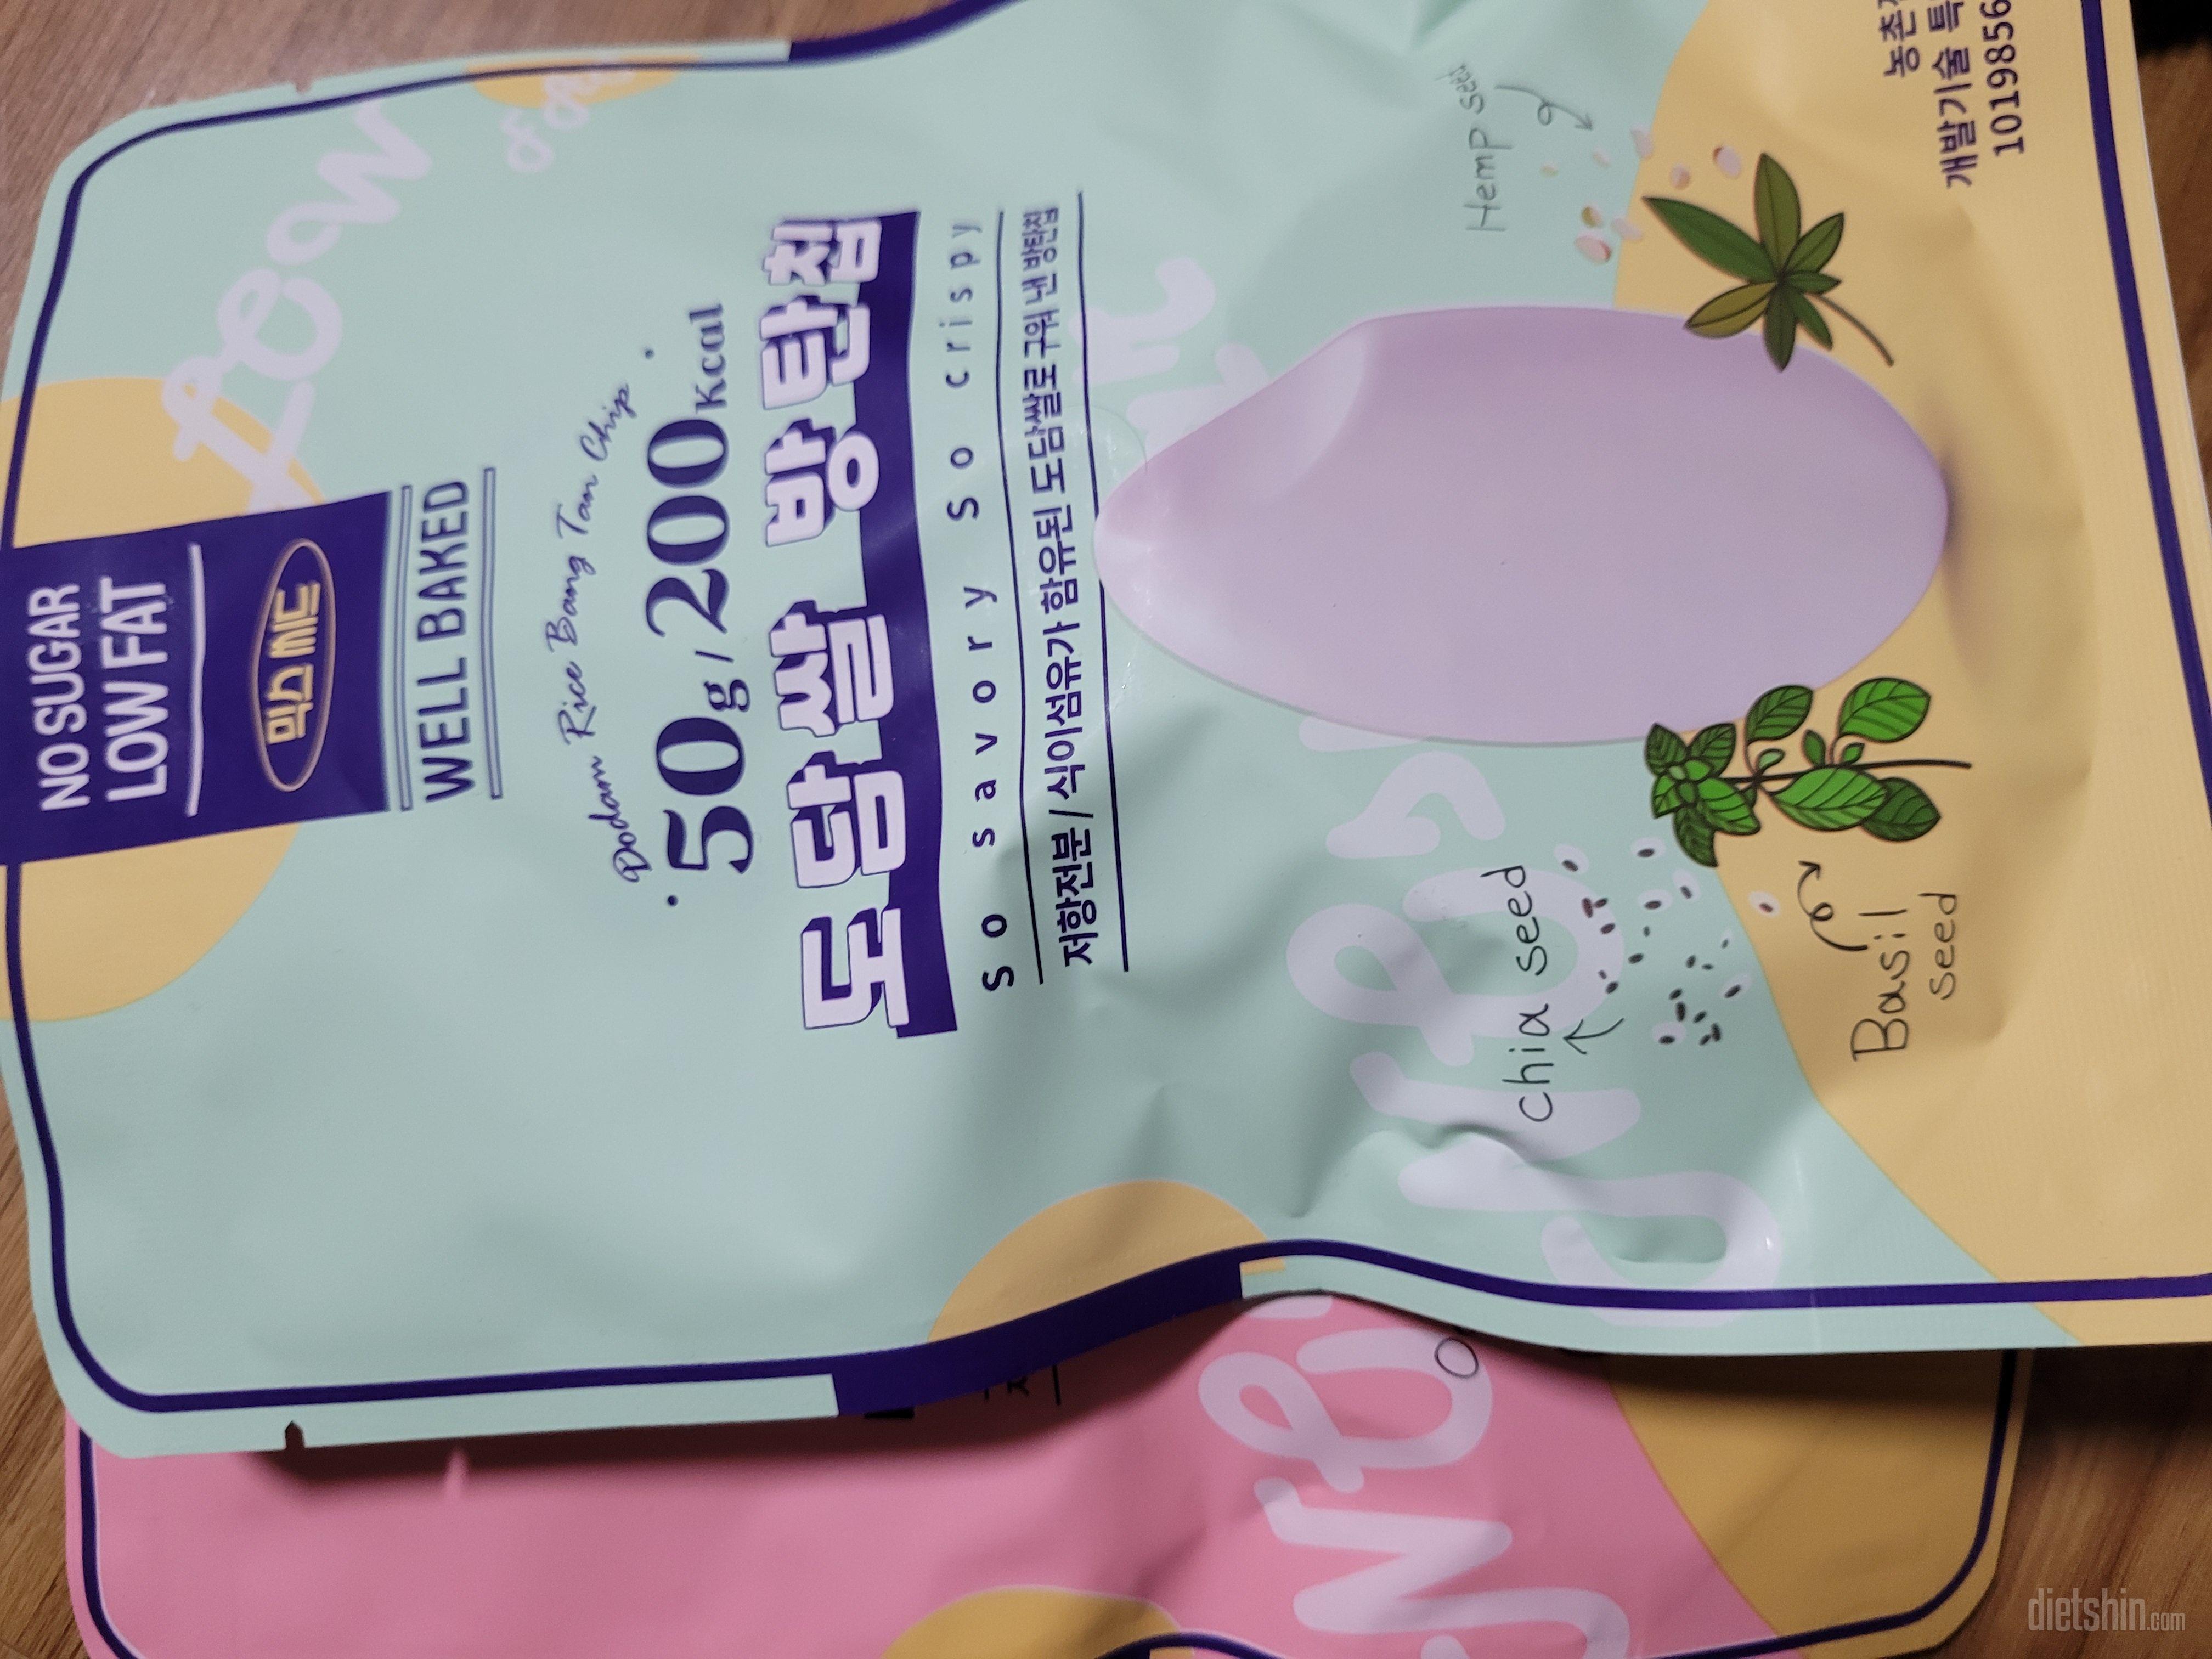 NO SUGAR
LOW FAT
믹스 씨드
WELL BAKED
Dodam Rice Bang Tan Chip
50g / 200Kcal
도담쌀 방탄칩
So savory So crispy
저항전분 / 식이섬유가 함유된 도담쌀로 구워 낸 방탄칩
Hemp seed
chia seed
Basil
seed
개발기술 특
1019856
dietshin.com